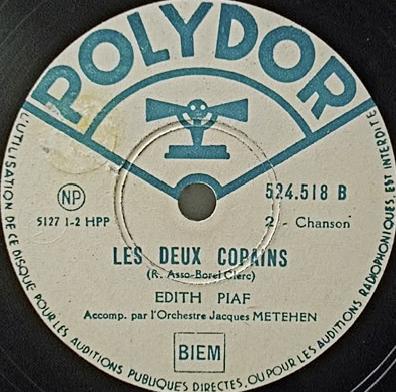 POLYDOR
NP
524.518 B
5127 1-2 HPP
2 - Chanson
LES DEUX COPAINS
(R. Asso-Borel Clerc)
EDITH PIAF
Accomp. par l'Orchestre Jacques METEHEN
BIEM
L'UTILISATION DE CE DISQUE POUR LES AUDITIONS PUBLIQUES DIRECTES, OU POUR LES AUDITIONS RADIOPHONIQUES, EST INTERDITE